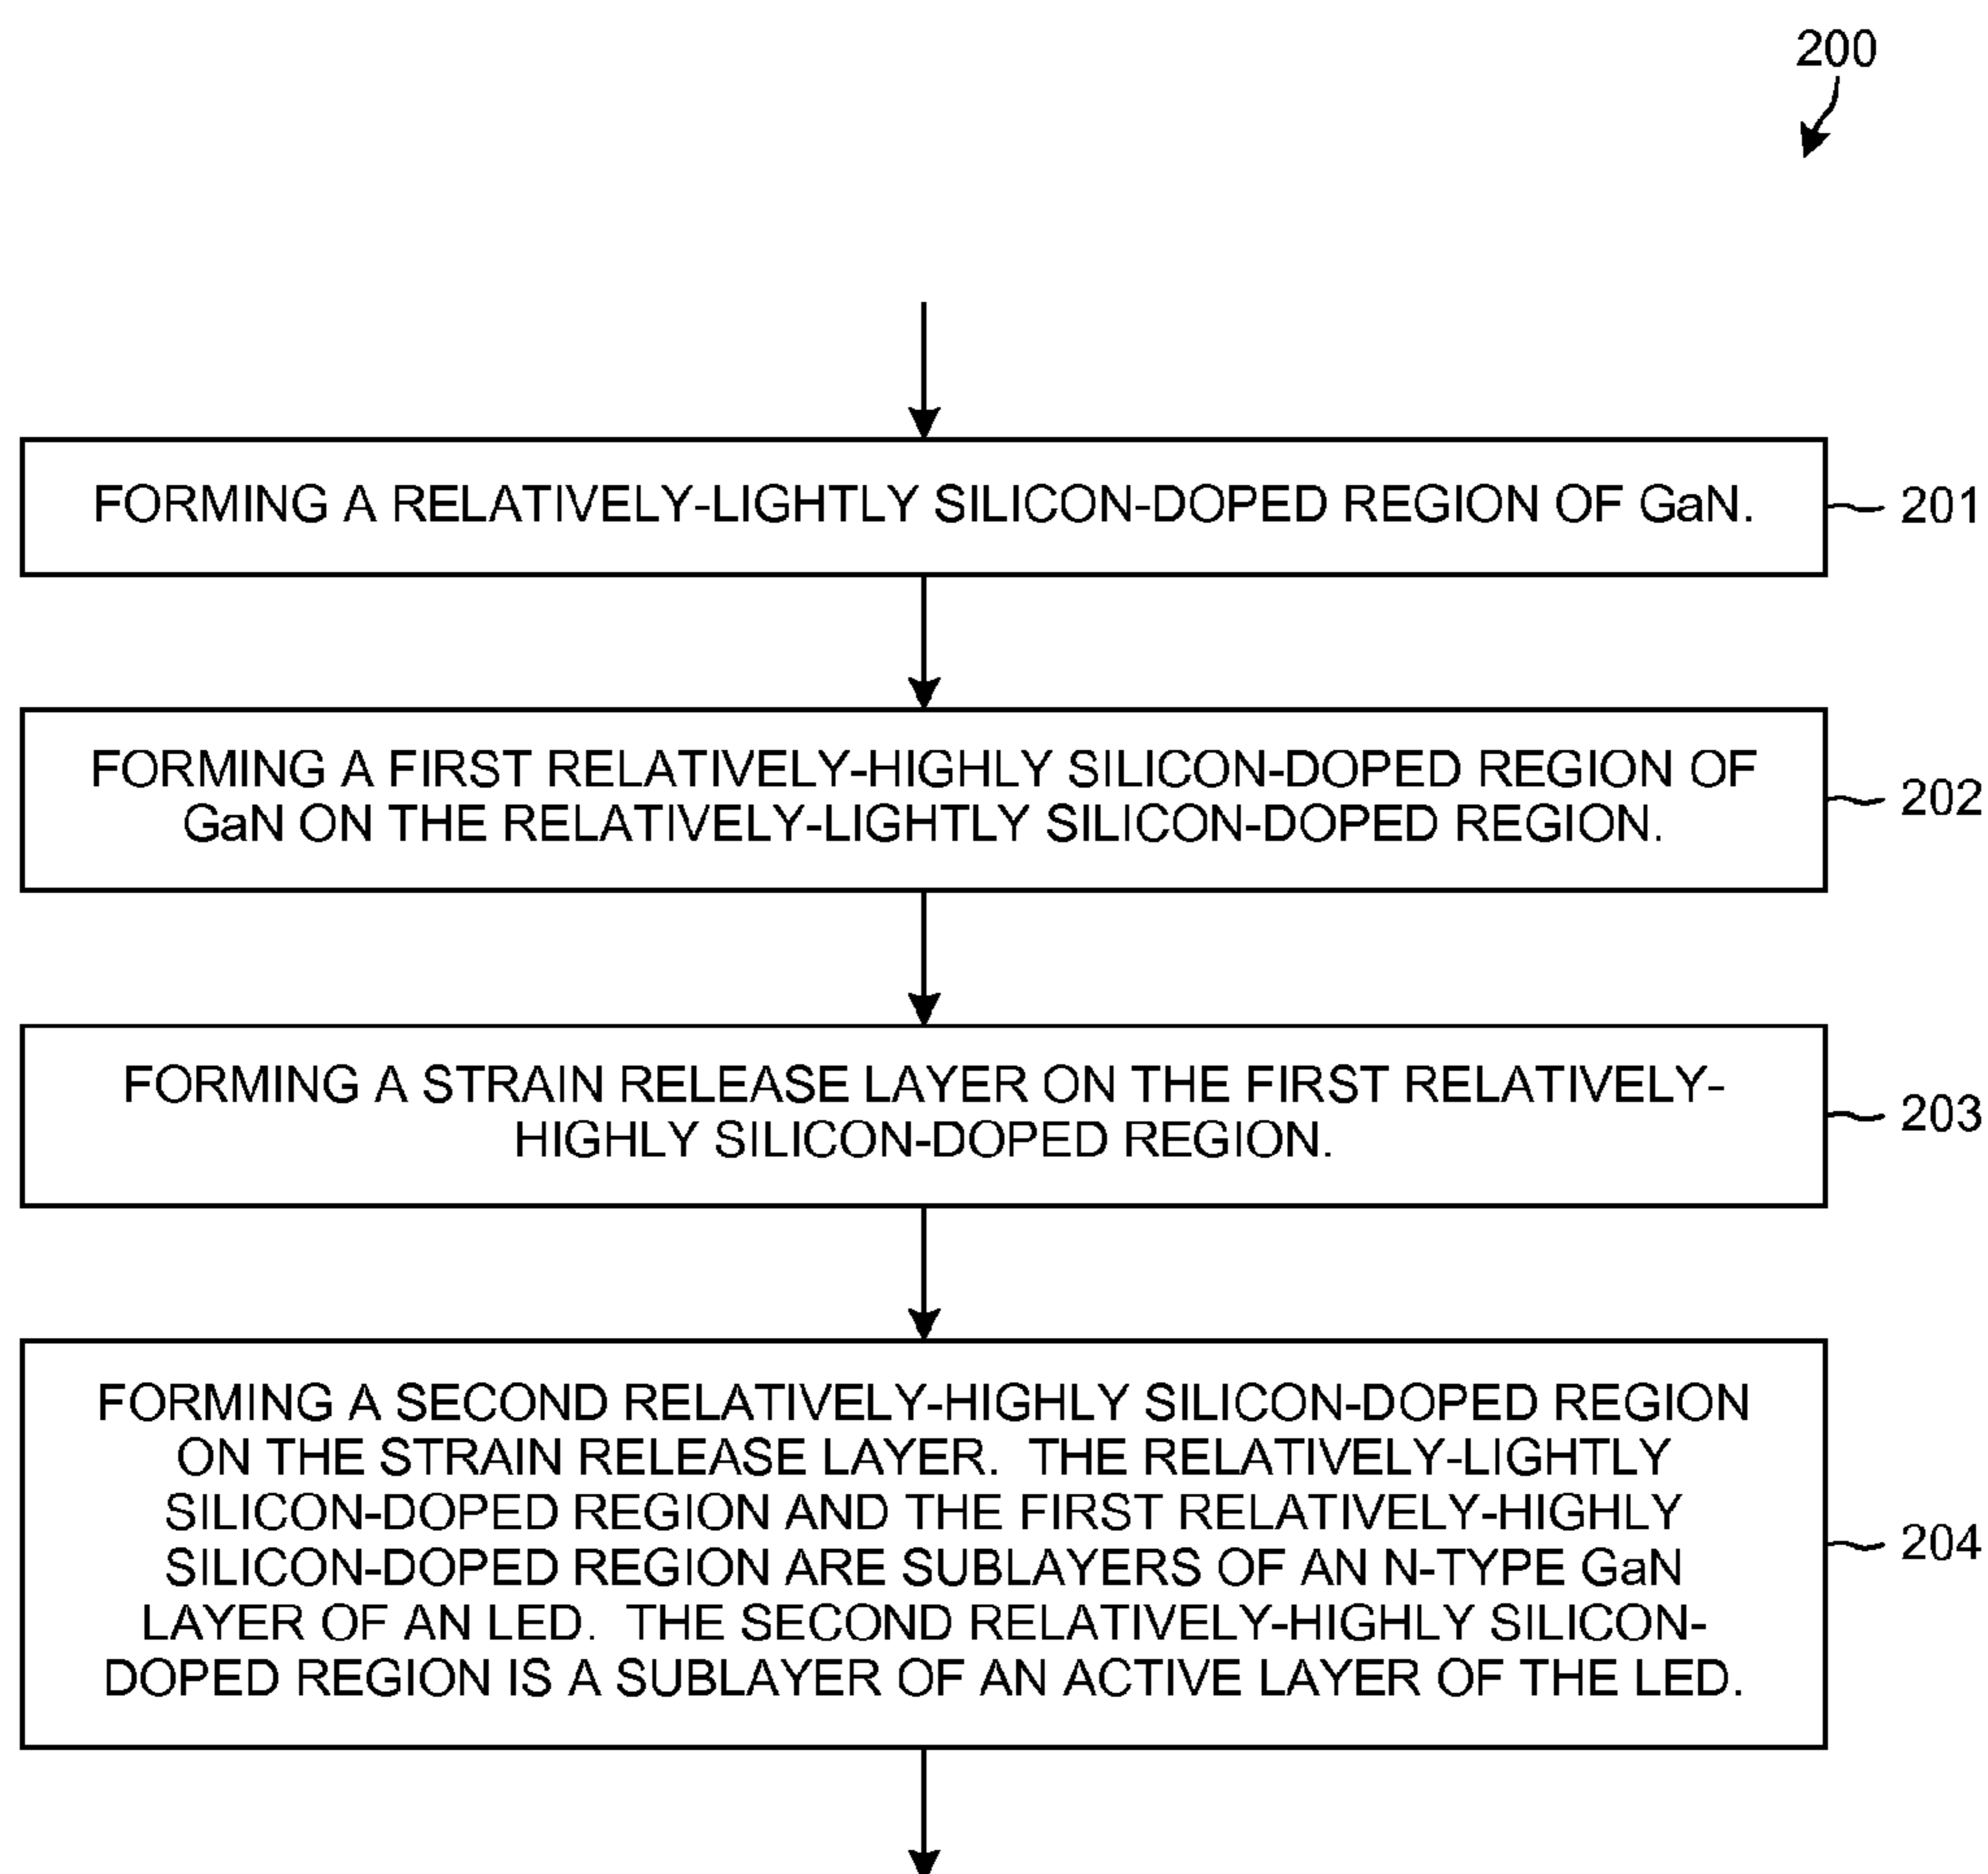 200
FORMING A RELATIVELY-LIGHTLY SILICON-DOPED REGION OF GaN.
201
FORMING A FIRST RELATIVELY-HIGHLY SILICON-DOPED REGION OF
GaN ON THE RELATIVELY-LIGHTLY SILICON-DOPED REGION.
202
FORMING A STRAIN RELEASE LAYER ON THE FIRST RELATIVELY-
HIGHLY SILICON-DOPED REGION.
203
FORMING A SECOND RELATIVELY-HIGHLY SILICON-DOPED REGION
ON THE STRAIN RELEASE LAYER. THE RELATIVELY-LIGHTLY
SILICON-DOPED REGION AND THE FIRST RELATIVELY-HIGHLY
SILICON-DOPED REGION ARE SUBLAYERS OF AN N-TYPE GaN
LAYER OF AN LED. THE SECOND RELATIVELY-HIGHLY SILICON-
DOPED REGION IS A SUBLAYER OF AN ACTIVE LAYER OF THE LED.
204